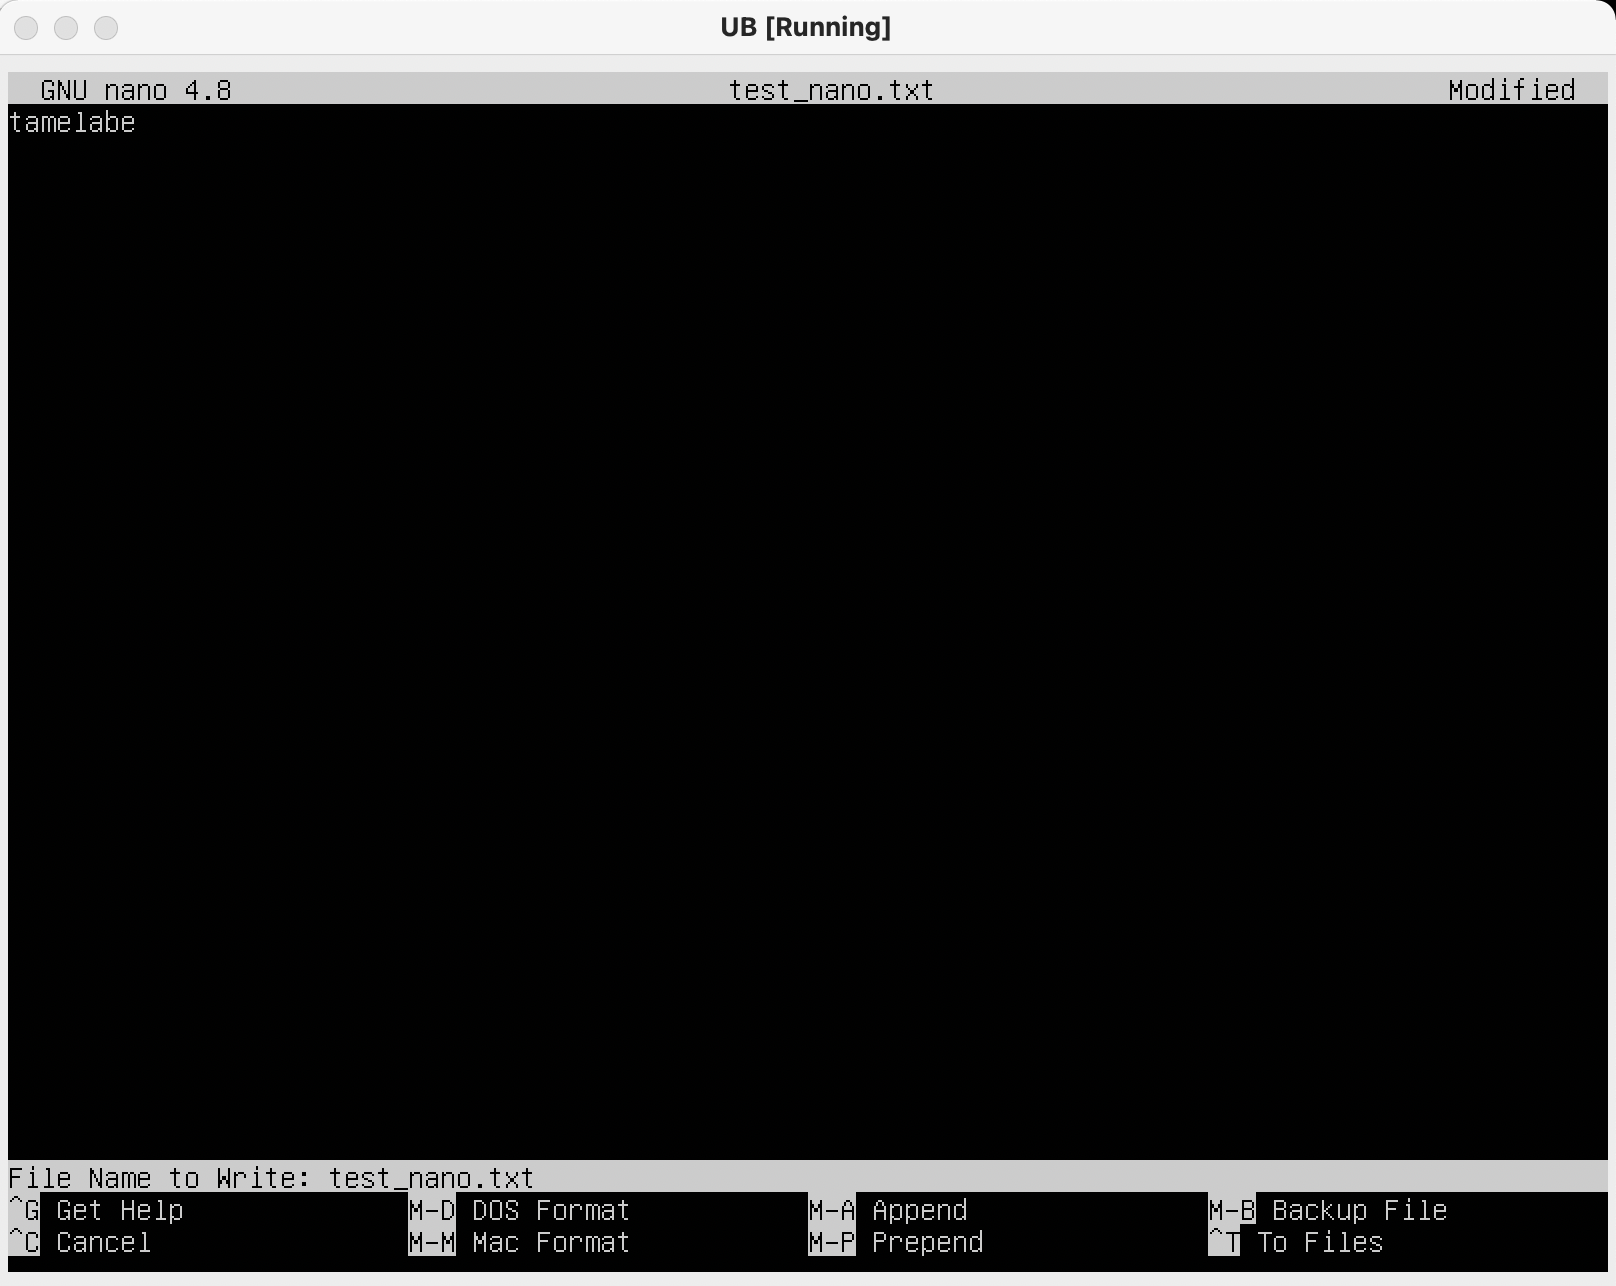 UB [Running]
GNU nano 4.8 test_nano.txt Modified
tamelabe
File Name to Write: test_nano.txt
^G Get Help M-D DOS Format M-A Append M-B Backup File
^C Cancel M-M Mac Format M-P Prepend ^T To Files